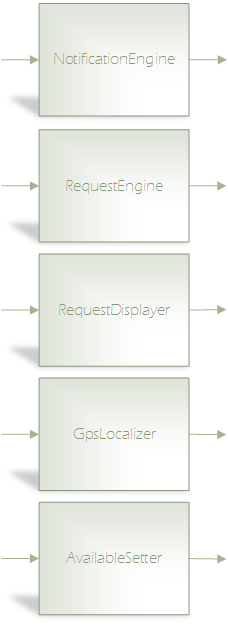 NotificationEngine
RequestEngine
RequestDisplayer
GpsLocalizer
AvailableSetter